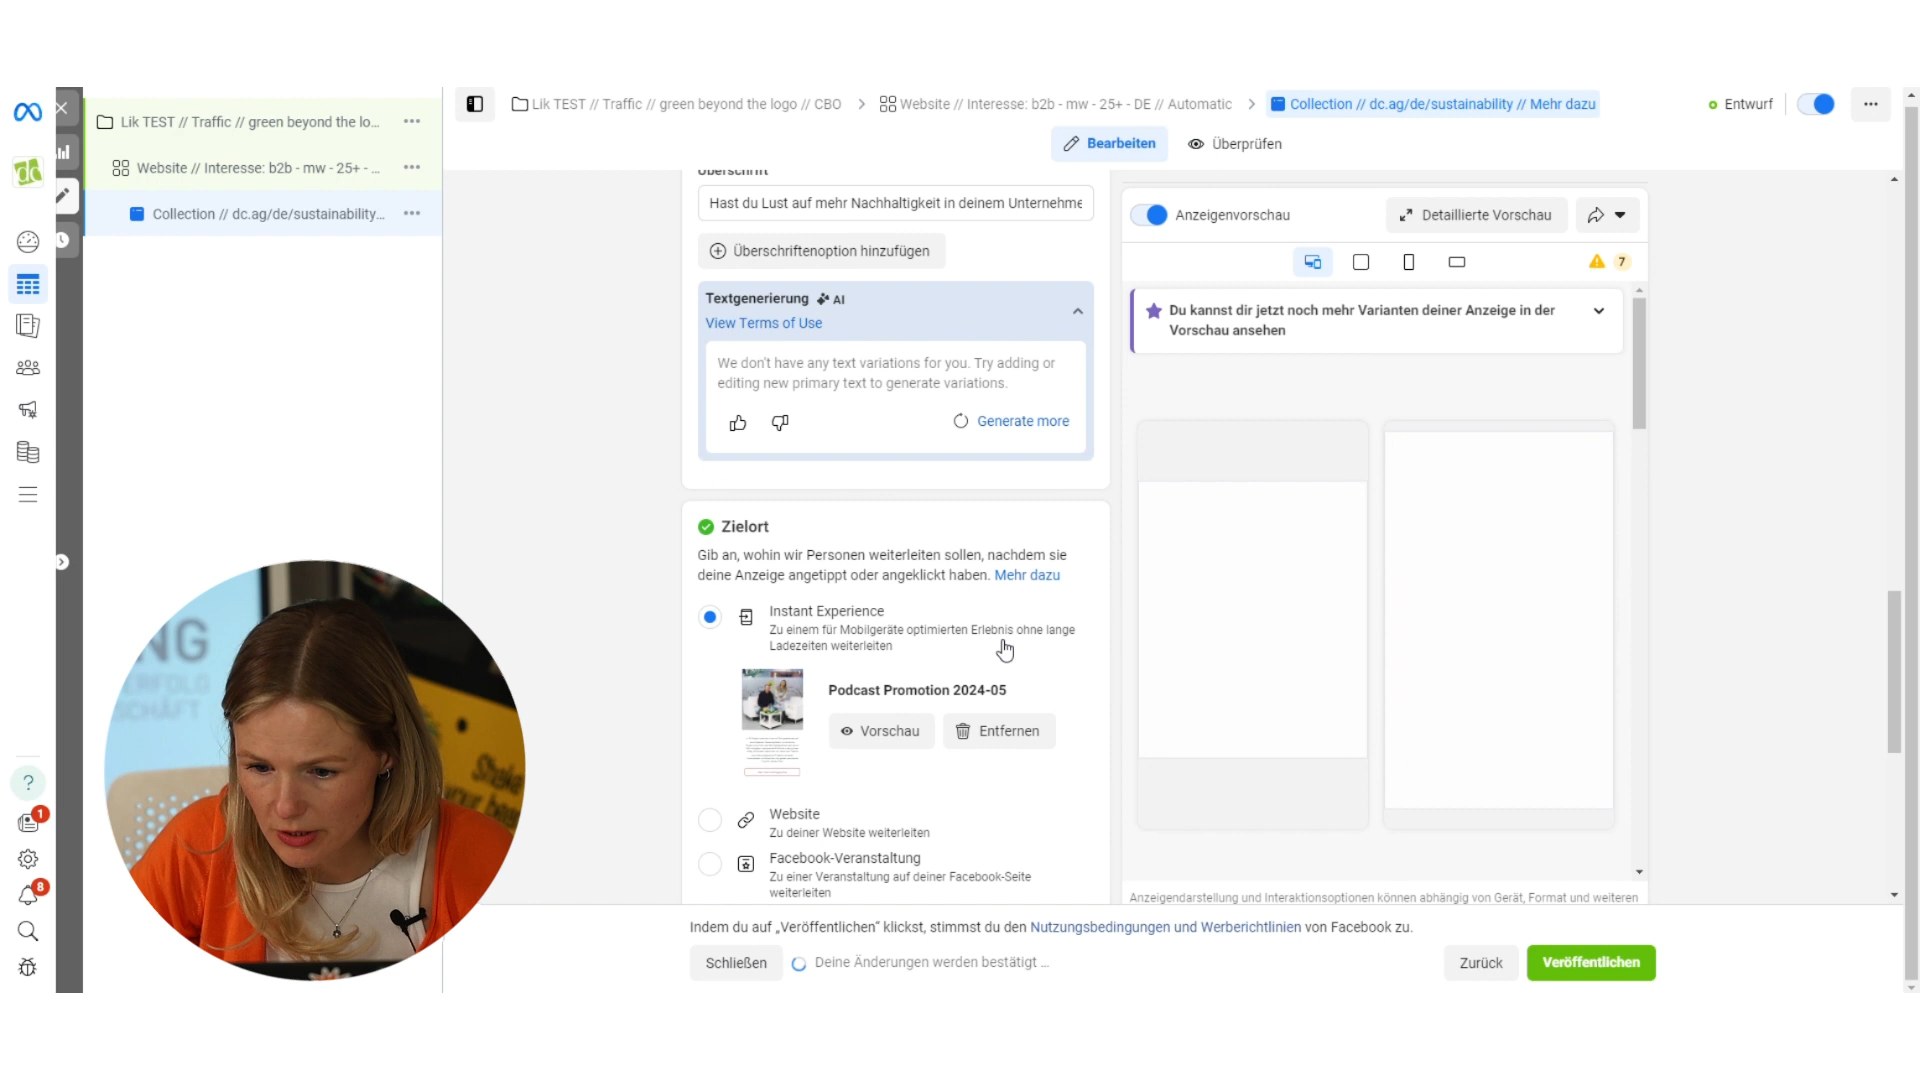 Lik TEST // Traffic // green beyond the lo...
Website // Interesse: b2b - mw - 25+ - ...
Collection // dc.ag/de/sustainability...
Lik TEST // Traffic // green beyond the logo // CBO
Website // Interesse: b2b - mw - 25+ - DE // Automatic
Collection // dc.ag/de/sustainability // Mehr dazu
Entwurf
Bearbeiten
Überprüfen
Überschrift
Hast du Lust auf mehr Nachhaltigkeit in deinem Unternehme
Überschriftenoption hinzufügen
Textgenerierung AI
View Terms of Use
We don't have any text variations for you. Try adding or
editing new primary text to generate variations.
Generate more
Zielort
Gib an, wohin wir Personen weiterleiten sollen, nachdem sie
deine Anzeige angetippt oder angeklickt haben. Mehr dazu
Instant Experience
Zu einem für Mobilgeräte optimierten Erlebnis ohne lange
Ladezeiten weiterleiten
Podcast Promotion 2024-05
Vorschau
Entfernen
Website
Zu deiner Website weiterleiten
Facebook-Veranstaltung
Zu einer Veranstaltung auf deiner Facebook-Seite
weiterleiten
Anzeigenvorschau
Detaillierte Vorschau
7
Du kannst dir jetzt noch mehr Varianten deiner Anzeige in der
Vorschau ansehen
Anzeigendarstellung und Interaktionsoptionen können abhängig von Gerät, Format und weiteren
Indem du auf „Veröffentlichen“ klickst, stimmst du den Nutzungsbedingungen und Werberichtlinien von Facebook zu.
Schließen
Deine Änderungen werden bestätigt ...
Zurück
Veröffentlichen
dc
?
1
8
NG
ERFOLG
SCHÄFT